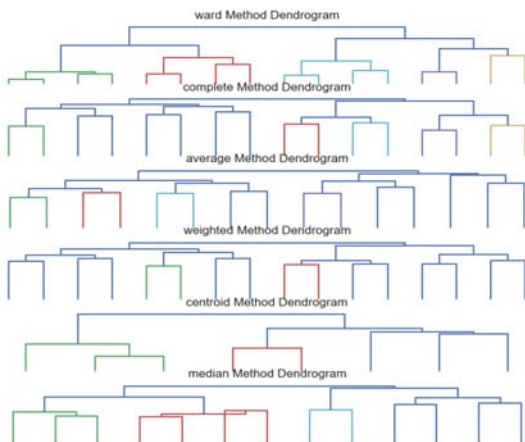 ward Method Dendrogram
complete Method Dendrogram
average Method Dendrogram
weighted Method Dendrogram
centroid Method Dendrogram
median Method Dendrogram